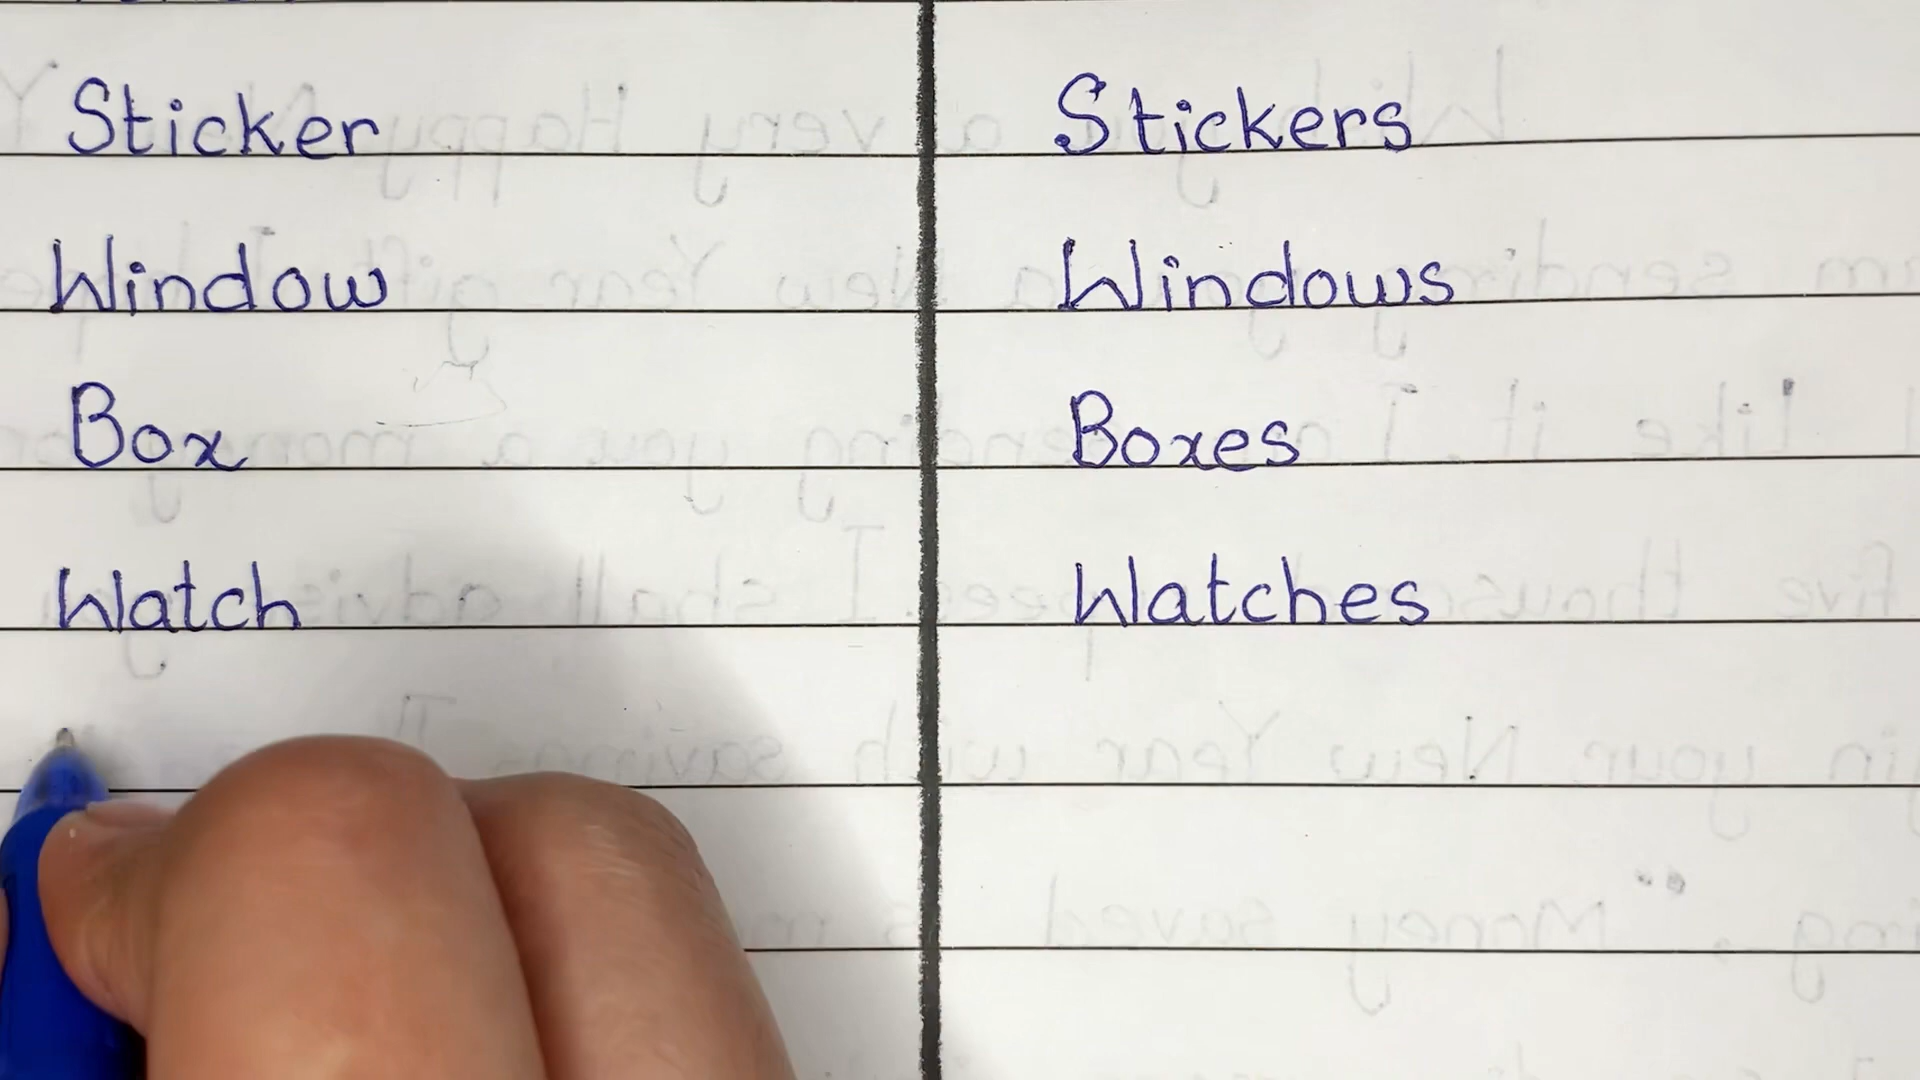 Sticker Stickers
Window Windows
Box Boxes
Watch Watches